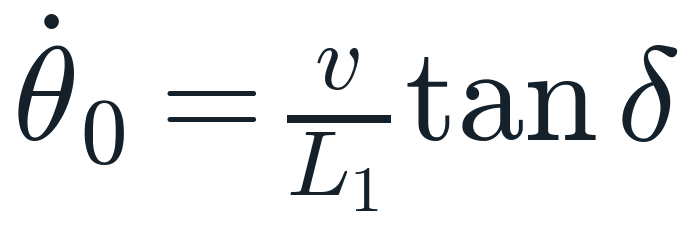 θ̇₀ = v/L₁ tan δ